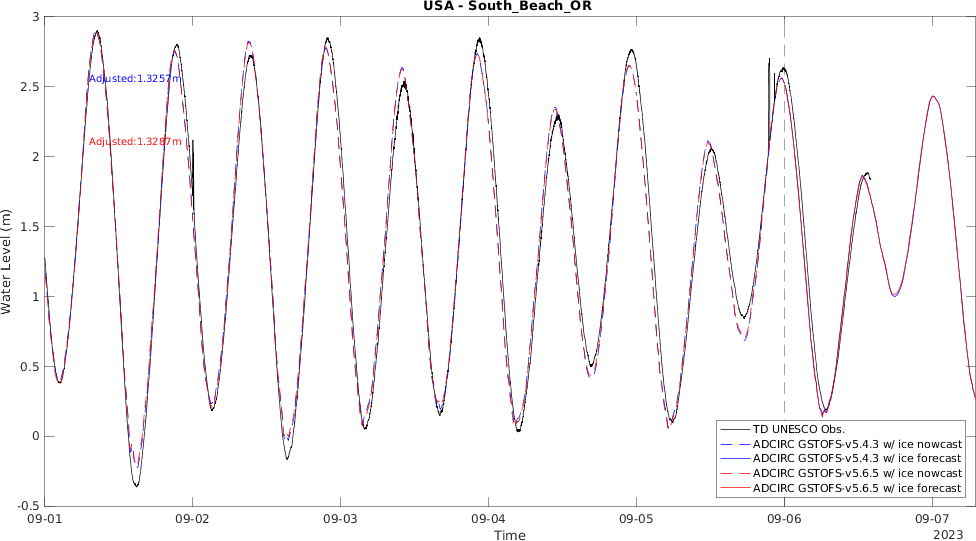 USA - South_Beach_OR
3
2.5
2
1.5
1
0.5
0
-0.5
Water Level (m)
Adjusted:1.3257m
Adjusted:1.3287m
TD UNESCO Obs.
ADCIRC GSTOFS-v5.4.3 w/ ice nowcast
ADCIRC GSTOFS-v5.4.3 w/ ice forecast
ADCIRC GSTOFS-v5.6.5 w/ ice nowcast
ADCIRC GSTOFS-v5.6.5 w/ ice forecast
09-01 09-02 09-03 09-04 09-05 09-06 09-07
Time
2023